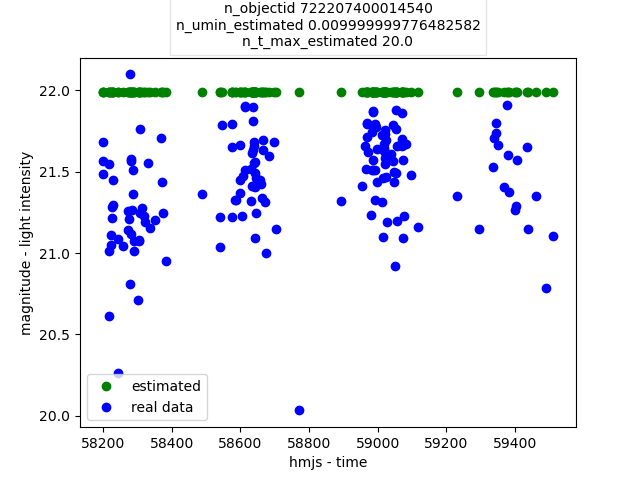 n_objectid 722207400014540
n_umin_estimated 0.009999999776482582
n_t_max_estimated 20.0
22.0
21.5
21.0
20.5
20.0
magnitude - light intensity
estimated
real data
58200 58400 58600 58800 59000 59200 59400
hmjs - time